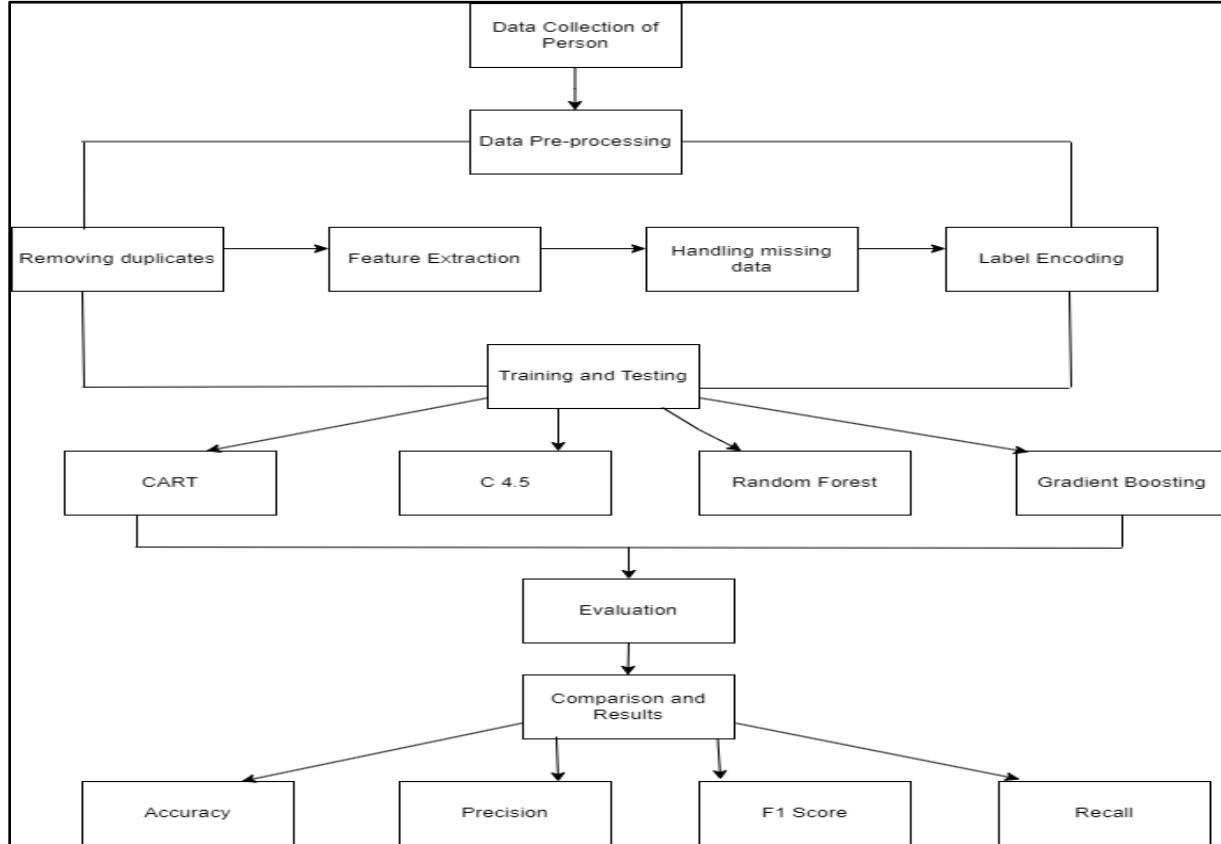 Data Collection of
Person
Data Pre-processing
Removing duplicates
Feature Extraction
Handling missing
data
Label Encoding
Training and Testing
CART
C 4.5
Random Forest
Gradient Boosting
Evaluation
Comparison and
Results
Accuracy
Precision
F1 Score
Recall